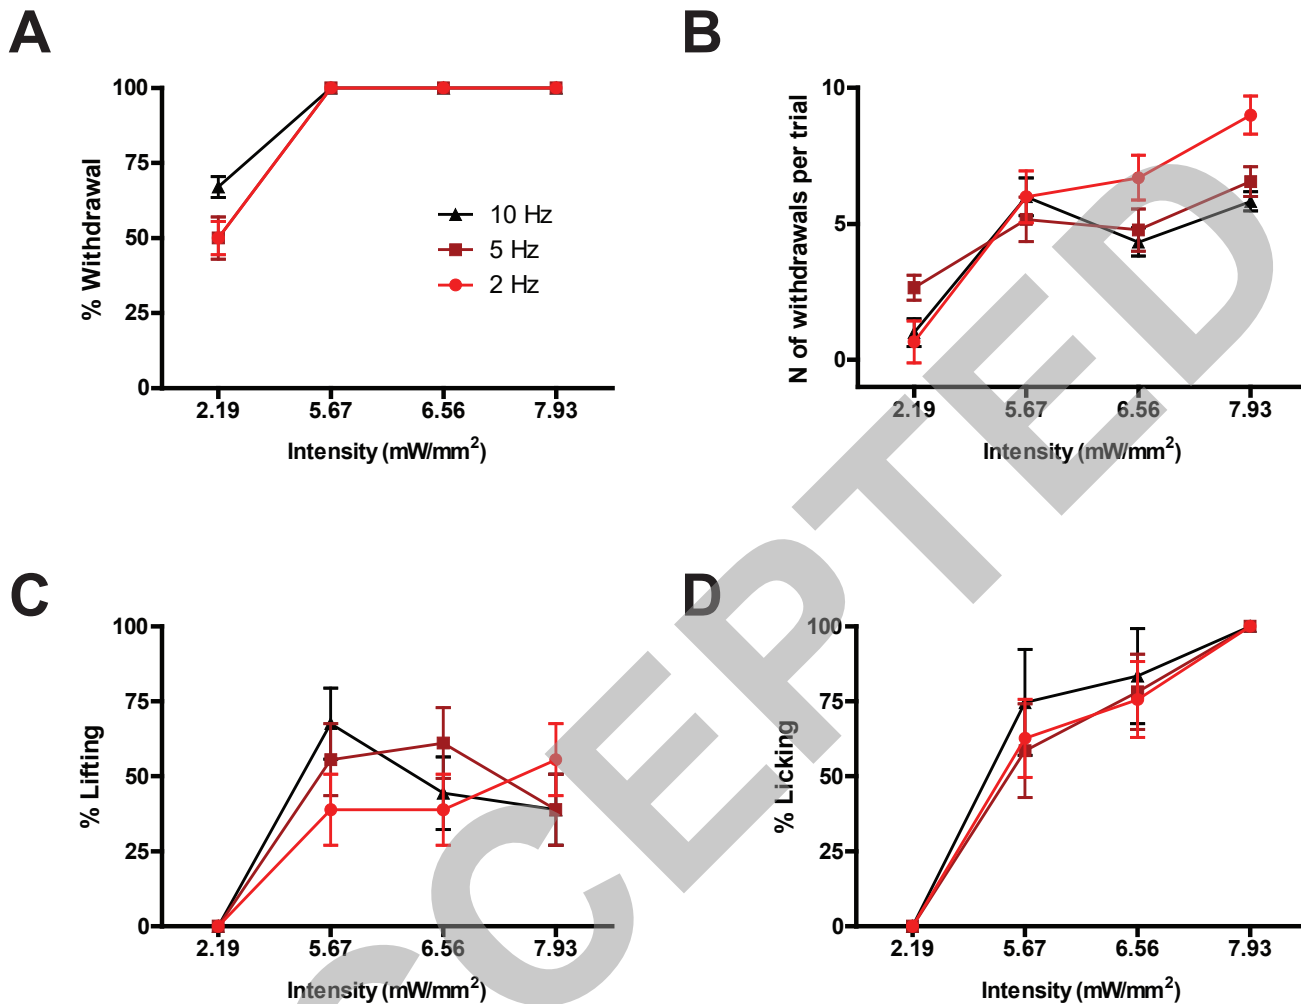 A
% Withdrawal
100
75
50
25
0
2.19 5.67 6.56 7.93
Intensity (mW/mm²)
10 Hz
5 Hz
2 Hz
B
N of withdrawals per trial
10
5
0
2.19 5.67 6.56 7.93
Intensity (mW/mm²)
C
% Lifting
100
75
50
25
0
2.19 5.67 6.56 7.93
Intensity (mW/mm²)
D
% Licking
100
75
50
25
0
2.19 5.67 6.56 7.93
Intensity (mW/mm²)
CCEPTED